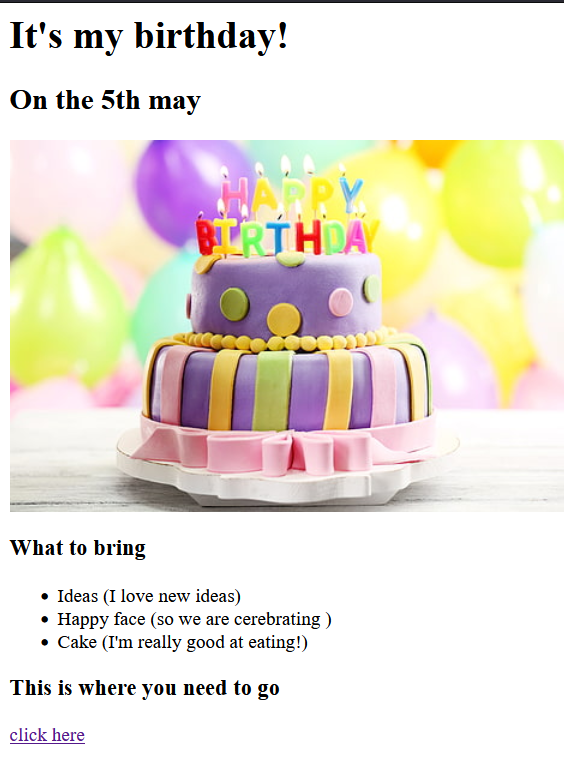 It's my birthday!
On the 5th may
HAPPY
BIRTHDAY
What to bring
Ideas (I love new ideas)
Happy face (so we are cerebrating )
Cake (I'm really good at eating!)
This is where you need to go
click here